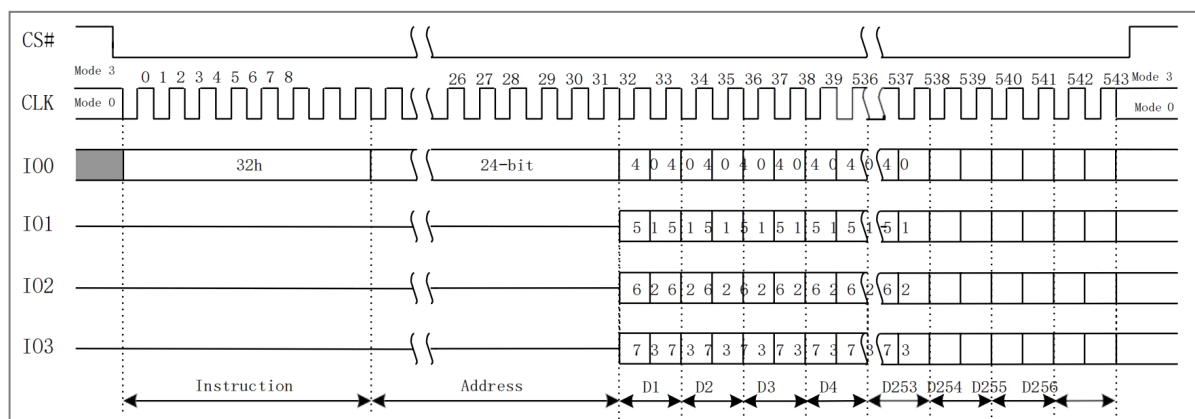 CS#
Mode 3
0 1 2 3 4 5 6 7 8 26 27 28 29 30 31 32 33 34 35 36 37 38 39 536 537 538 539 540 541 542 543 Mode 3
CLK Mode 0 Mode 0
IO0 32h 24-bit 4 0 4 0 4 0 4 0 4 0 4 0 4 0 4 0
IO1 5 1 5 1 5 1 5 1 5 1 5 1 5 1 5 1
IO2 6 2 6 2 6 2 6 2 6 2 6 2 6 2 6 2
IO3 7 3 7 3 7 3 7 3 7 3 7 3 7 3 7 3
Instruction Address D1 D2 D3 D4 D253 D254 D255 D256